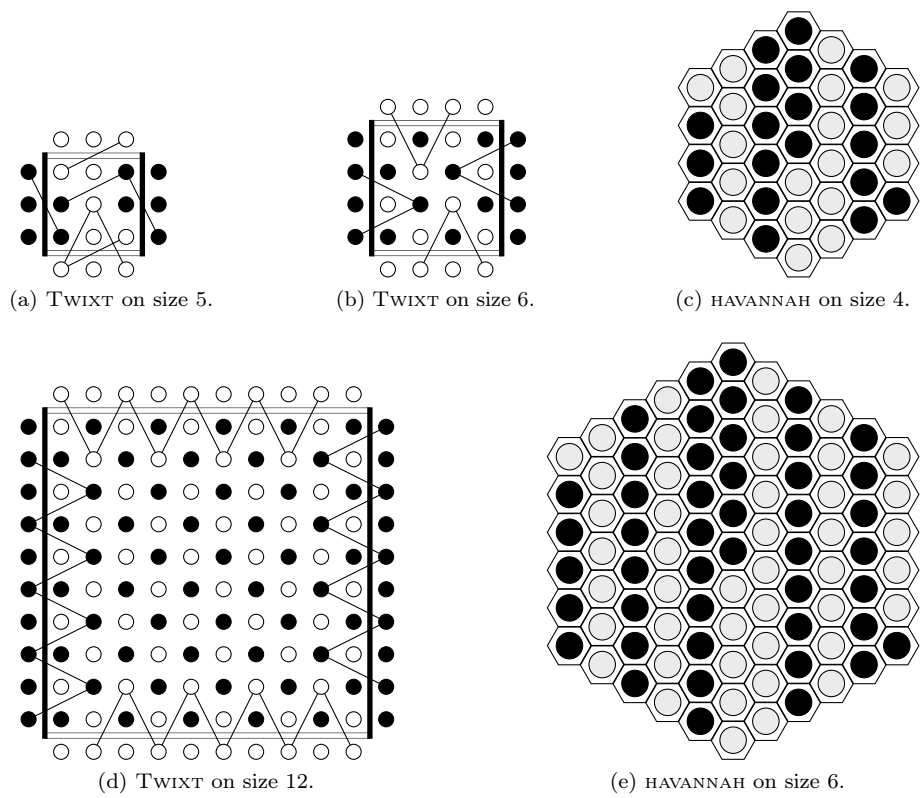 (a) TWIXT on size 5.
(b) TWIXT on size 6.
(c) HAVANNAH on size 4.
(d) TWIXT on size 12.
(e) HAVANNAH on size 6.